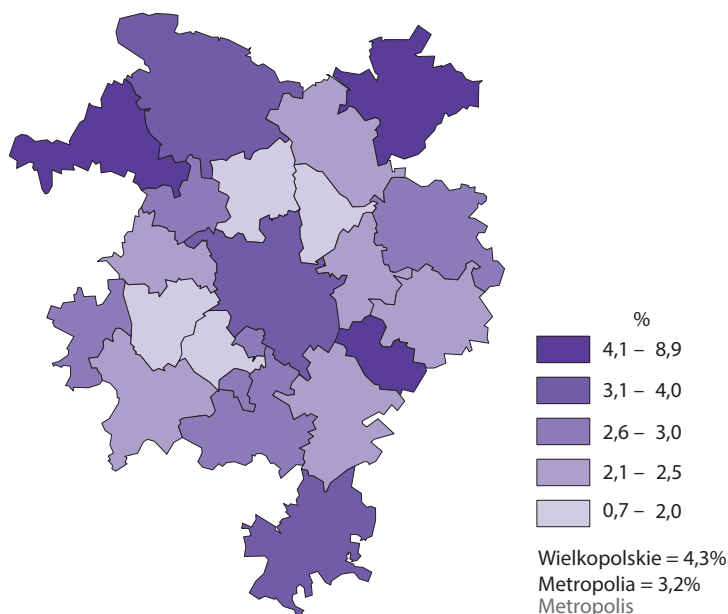 %
4,1 – 8,9
3,1 – 4,0
2,6 – 3,0
2,1 – 2,5
0,7 – 2,0
Wielkopolskie = 4,3%
Metropolia = 3,2%
Metropolis